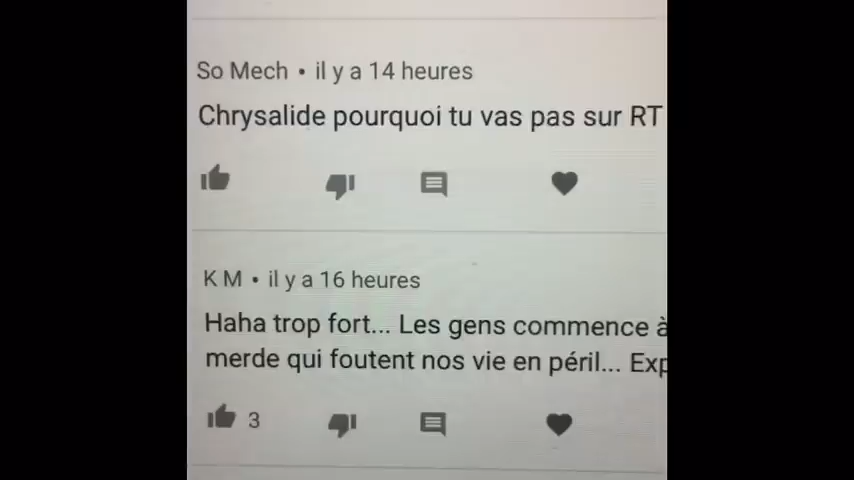 So Mech • il y a 14 heures
Chrysalide pourquoi tu vas pas sur RT
K M • il y a 16 heures
Haha trop fort... Les gens commence à
merde qui foutent nos vie en péril... Exp
3